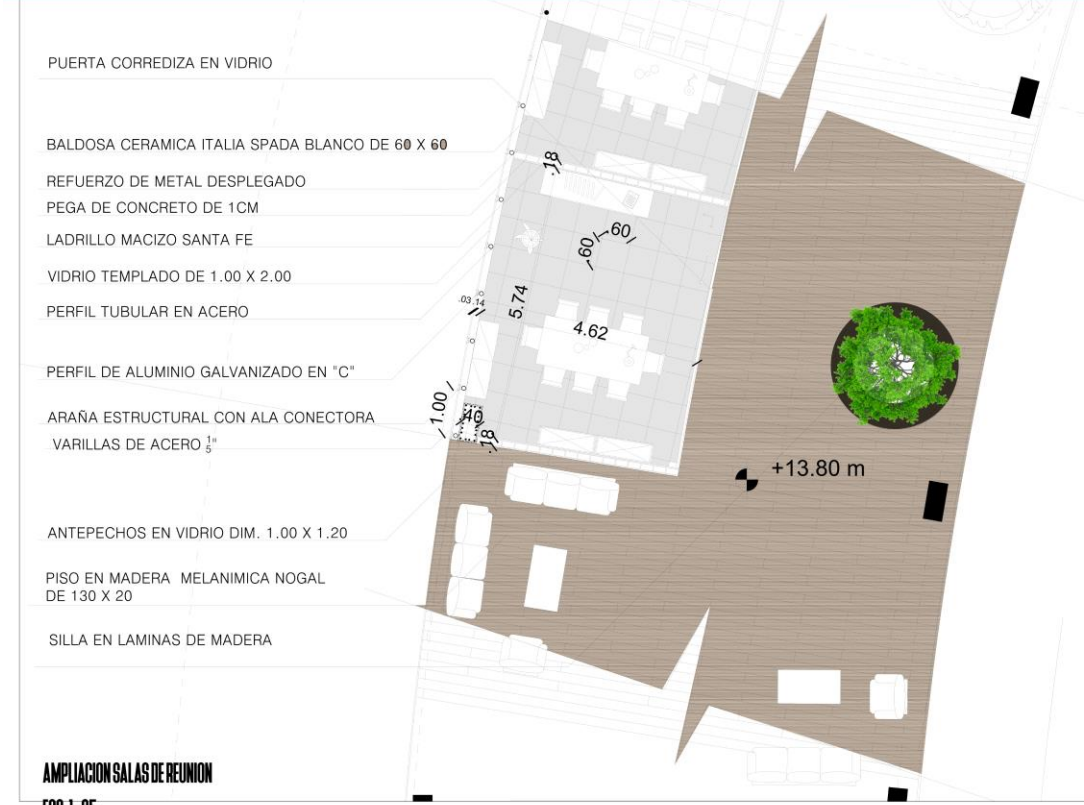 PUERTA CORREDIZA EN VIDRIO
BALDOSA CERAMICA ITALIA SPADA BLANCO DE 60 X 60
REFUERZO DE METAL DESPLEGADO
PEGA DE CONCRETO DE 1CM
LADRILLO MACIZO SANTA FE
VIDRIO TEMPLADO DE 1.00 X 2.00
PERFIL TUBULAR EN ACERO
PERFIL DE ALUMINIO GALVANIZADO EN "C"
ARAÑA ESTRUCTURAL CON ALA CONECTORA
VARILLAS DE ACERO 1/5"
ANTEPECHOS EN VIDRIO DIM. 1.00 X 1.20
PISO EN MADERA MELANIMICA NOGAL
DE 130 X 20
SILLA EN LAMINAS DE MADERA
.18
.60
.60
.03
.14
5.74
4.62
1.00
.40
.18
+13.80 m
AMPLIACION SALAS DE REUNION